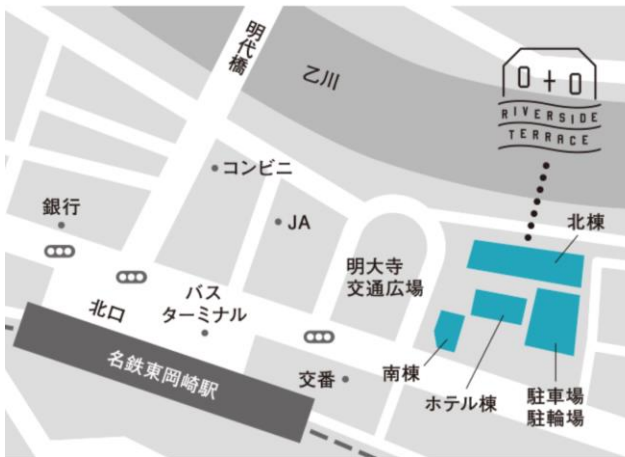 明代橋
乙川
RIVERSIDE
TERRACE
コンビニ
銀行
JA
北棟
明大寺
交通広場
バス
ターミナル
北口
名鉄東岡崎駅
交番
南棟
ホテル棟
駐車場
駐輪場